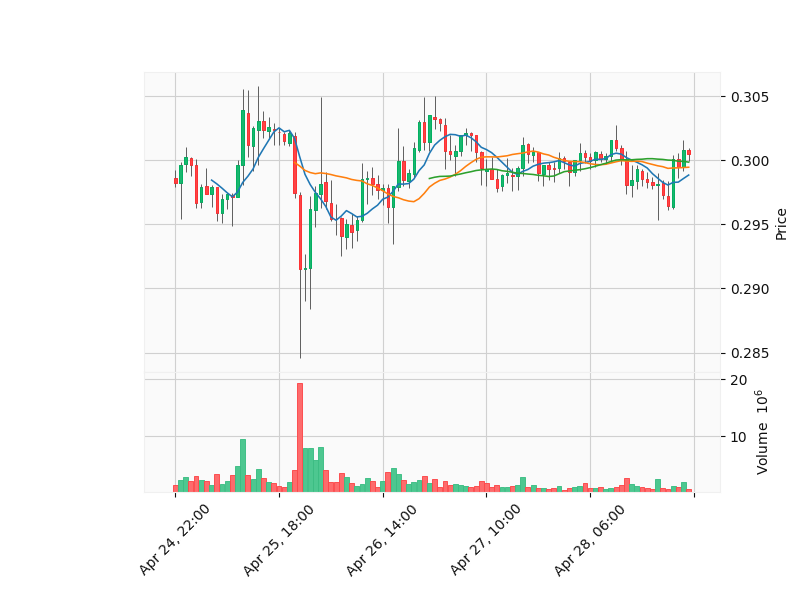 0.305
0.300
0.295
0.290
0.285
Price
20
10
Volume 10^6
Apr 24, 22:00
Apr 25, 18:00
Apr 26, 14:00
Apr 27, 10:00
Apr 28, 06:00